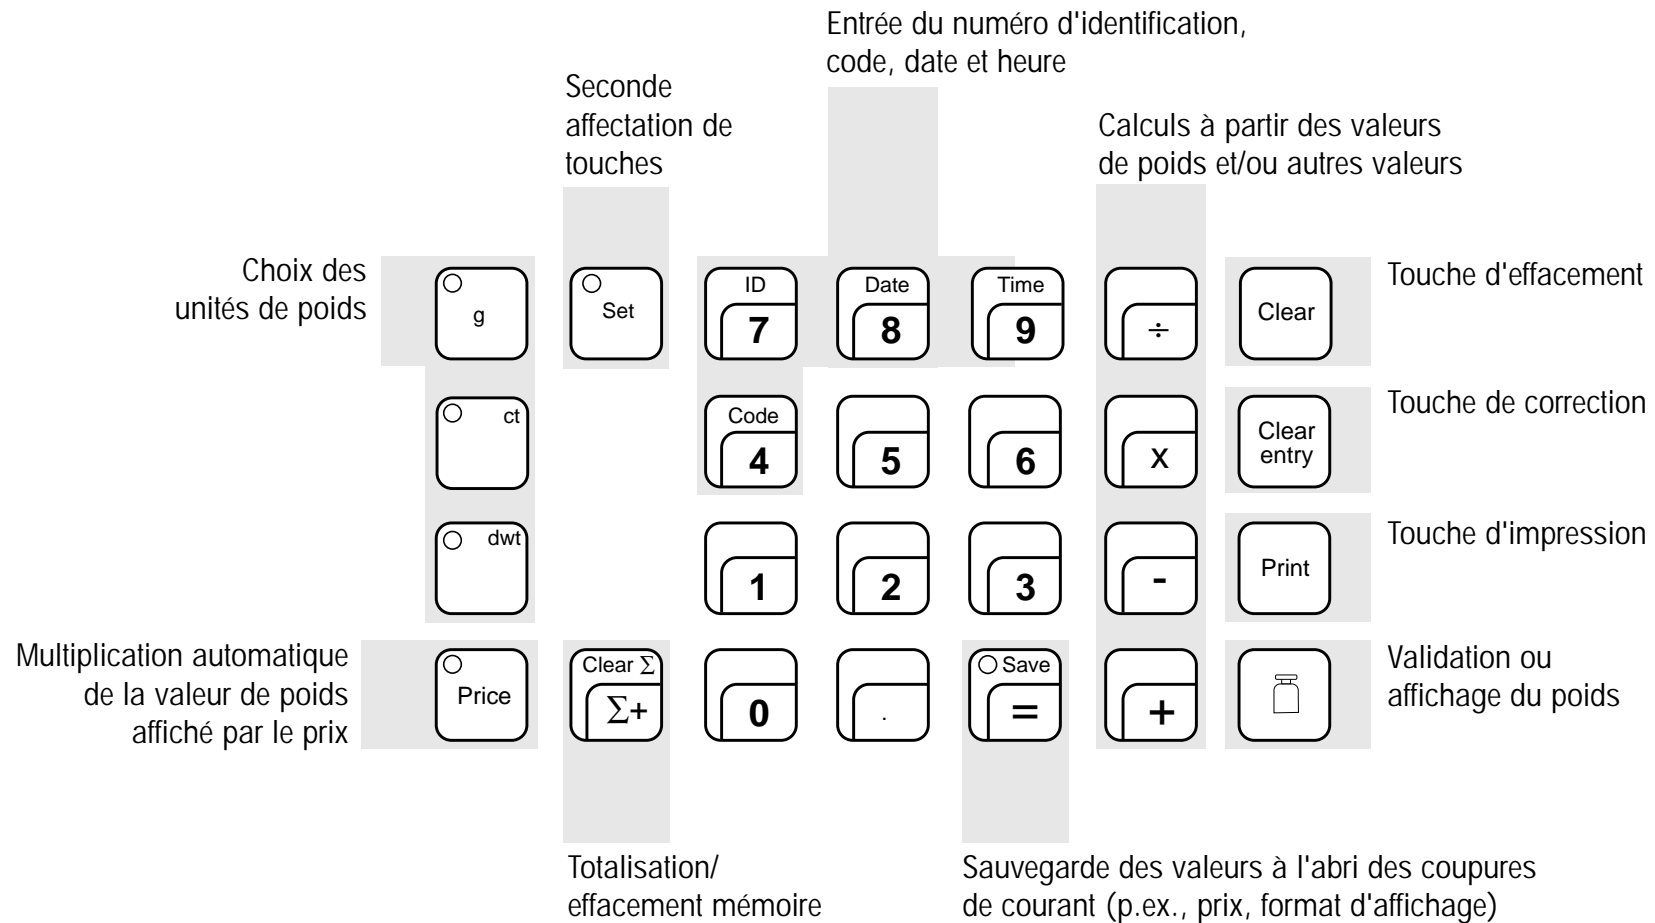 Entrée du numéro d'identification,
code, date et heure
Seconde
affectation de
touches
Calculs à partir des valeurs
de poids et/ou autres valeurs
Choix des
unités de poids
g
Set
ID
7
Date
8
Time
9
÷
Clear
Touche d'effacement
ct
Code
4
5
6
X
Clear
entry
Touche de correction
dwt
1
2
3
-
Print
Touche d'impression
Multiplication automatique
de la valeur de poids
affiché par le prix
Price
Clear Σ
Σ+
0
.
Save
=
+
Validation ou
affichage du poids
Totalisation/
effacement mémoire
Sauvegarde des valeurs à l'abri des coupures
de courant (p.ex., prix, format d'affichage)